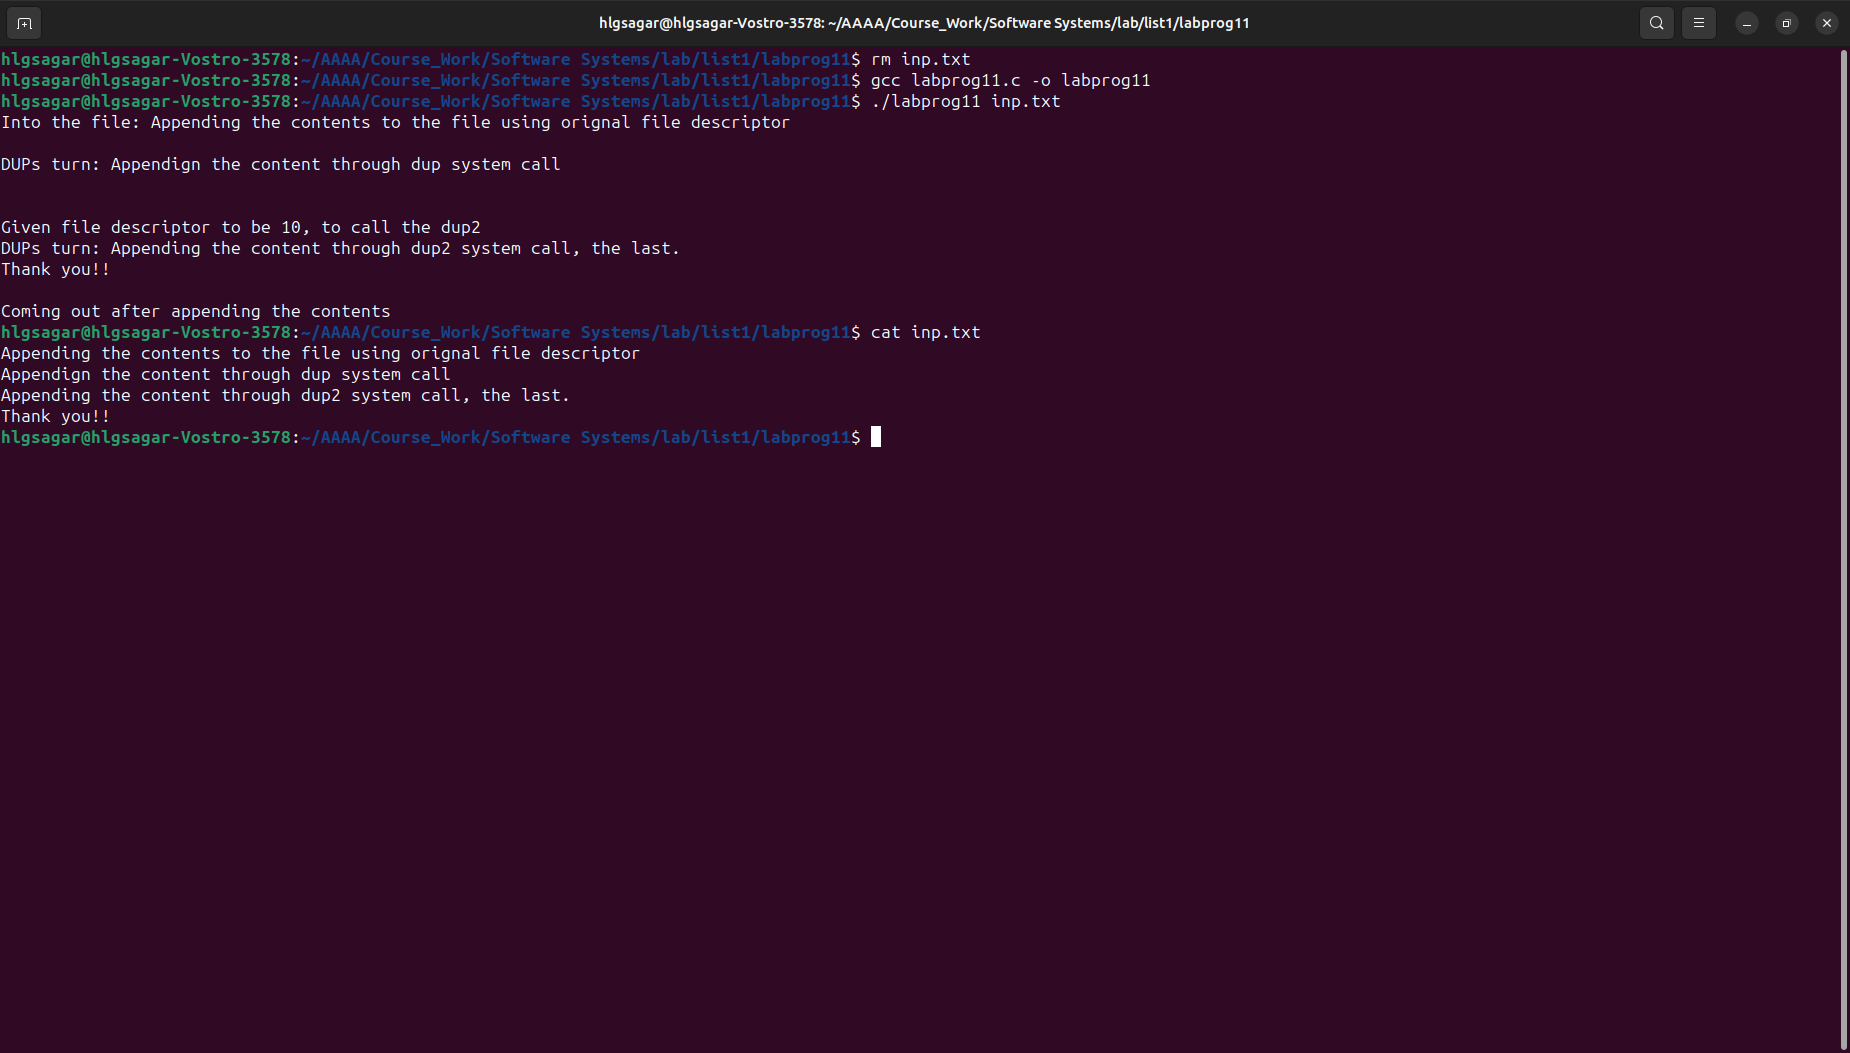 hlgsagar@hlgsagar-Vostro-3578: ~/AAAA/Course_Work/Software Systems/lab/list1/labprog11
hlgsagar@hlgsagar-Vostro-3578:~/AAAA/Course_Work/Software Systems/lab/list1/labprog11$ rm inp.txt
hlgsagar@hlgsagar-Vostro-3578:~/AAAA/Course_Work/Software Systems/lab/list1/labprog11$ gcc labprog11.c -o labprog11
hlgsagar@hlgsagar-Vostro-3578:~/AAAA/Course_Work/Software Systems/lab/list1/labprog11$ ./labprog11 inp.txt
Into the file: Appending the contents to the file using orignal file descriptor
DUPs turn: Appendign the content through dup system call
Given file descriptor to be 10, to call the dup2
DUPs turn: Appending the content through dup2 system call, the last.
Thank you!!
Coming out after appending the contents
hlgsagar@hlgsagar-Vostro-3578:~/AAAA/Course_Work/Software Systems/lab/list1/labprog11$ cat inp.txt
Appending the contents to the file using orignal file descriptor
Appendign the content through dup system call
Appending the content through dup2 system call, the last.
Thank you!!
hlgsagar@hlgsagar-Vostro-3578:~/AAAA/Course_Work/Software Systems/lab/list1/labprog11$